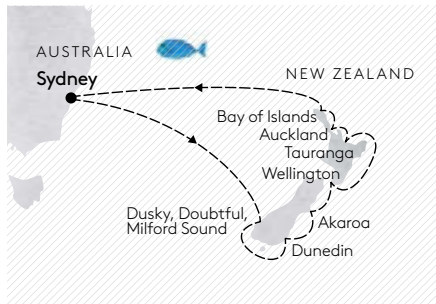 AUSTRALIA
Sydney
NEW ZEALAND
Bay of Islands
Auckland
Tauranga
Wellington
Dusky, Doubtful,
Milford Sound
Akaroa
Dunedin